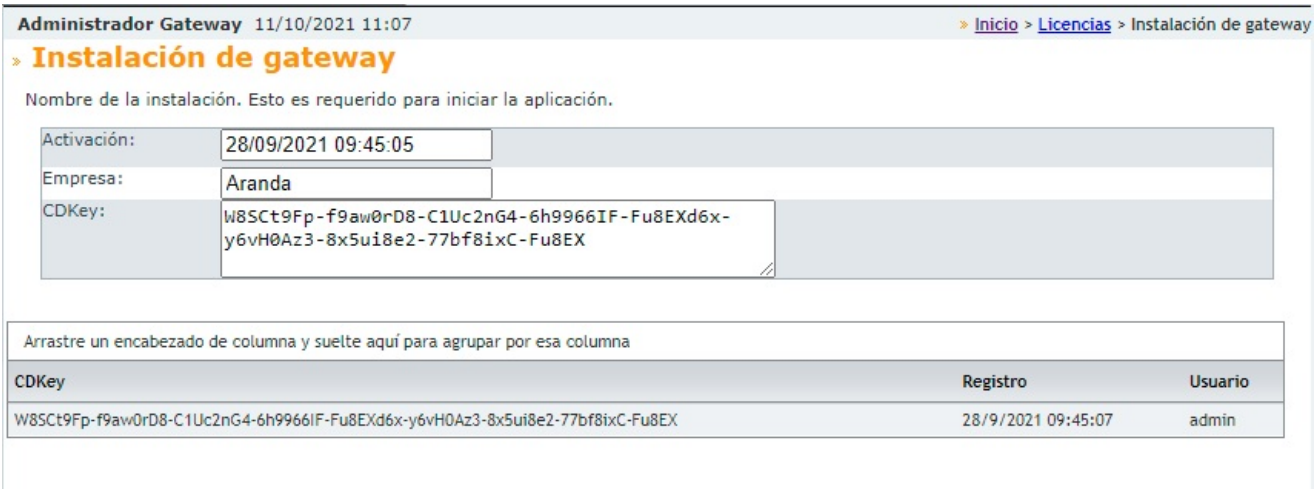 Administrador Gateway 11/10/2021 11:07
» Inicio > Licencias > Instalación de gateway
» Instalación de gateway
Nombre de la instalación. Esto es requerido para iniciar la aplicación.
Activación: 28/09/2021 09:45:05
Empresa: Aranda
CDKey: W8SCt9Fp-f9aw0rD8-C1Uc2nG4-6h9966IF-Fu8EXd6x-
y6vH0Az3-8x5ui8e2-77bf8ixC-Fu8EX
Arrastre un encabezado de columna y suelte aquí para agrupar por esa columna
CDKey Registro Usuario
W8SCt9Fp-f9aw0rD8-C1Uc2nG4-6h9966IF-Fu8EXd6x-y6vH0Az3-8x5ui8e2-77bf8ixC-Fu8EX 28/9/2021 09:45:07 admin